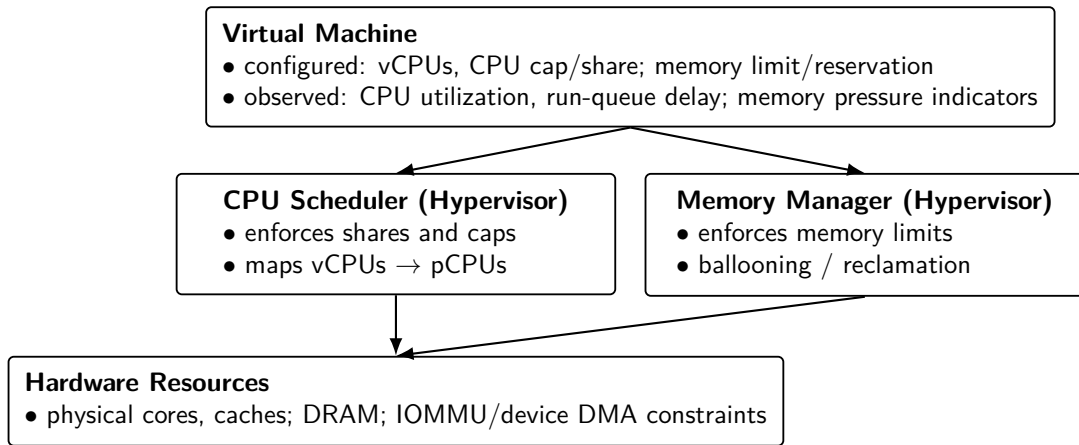 Virtual Machine
• configured: vCPUs, CPU cap/share; memory limit/reservation
• observed: CPU utilization, run-queue delay; memory pressure indicators
CPU Scheduler (Hypervisor)
• enforces shares and caps
• maps vCPUs → pCPUs
Memory Manager (Hypervisor)
• enforces memory limits
• ballooning / reclamation
Hardware Resources
• physical cores, caches; DRAM; IOMMU/device DMA constraints